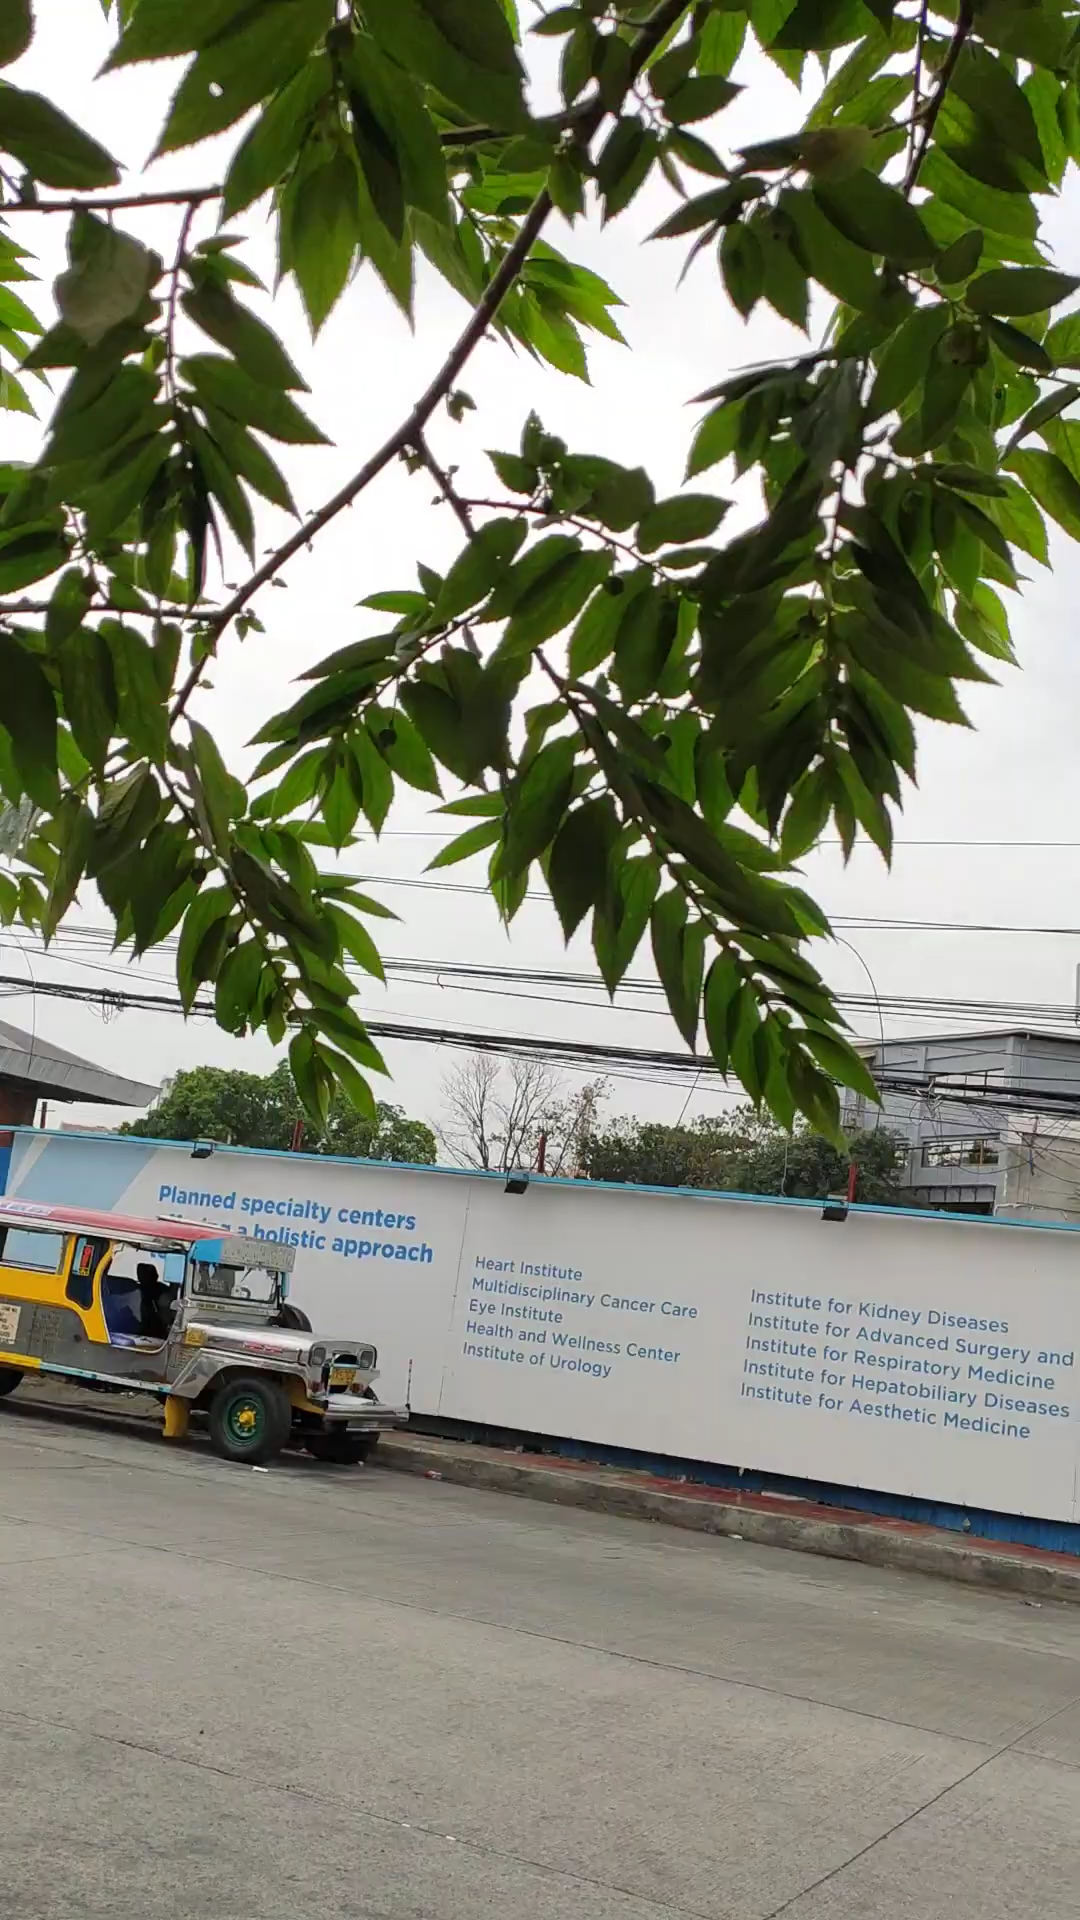 Planned specialty centers
a holistic approach
Heart Institute
Multidisciplinary Cancer Care
Eye Institute
Health and Wellness Center
Institute of Urology
Institute for Kidney Diseases
Institute for Advanced Surgery and
Institute for Respiratory Medicine
Institute for Hepatobiliary Diseases
Institute for Aesthetic Medicine